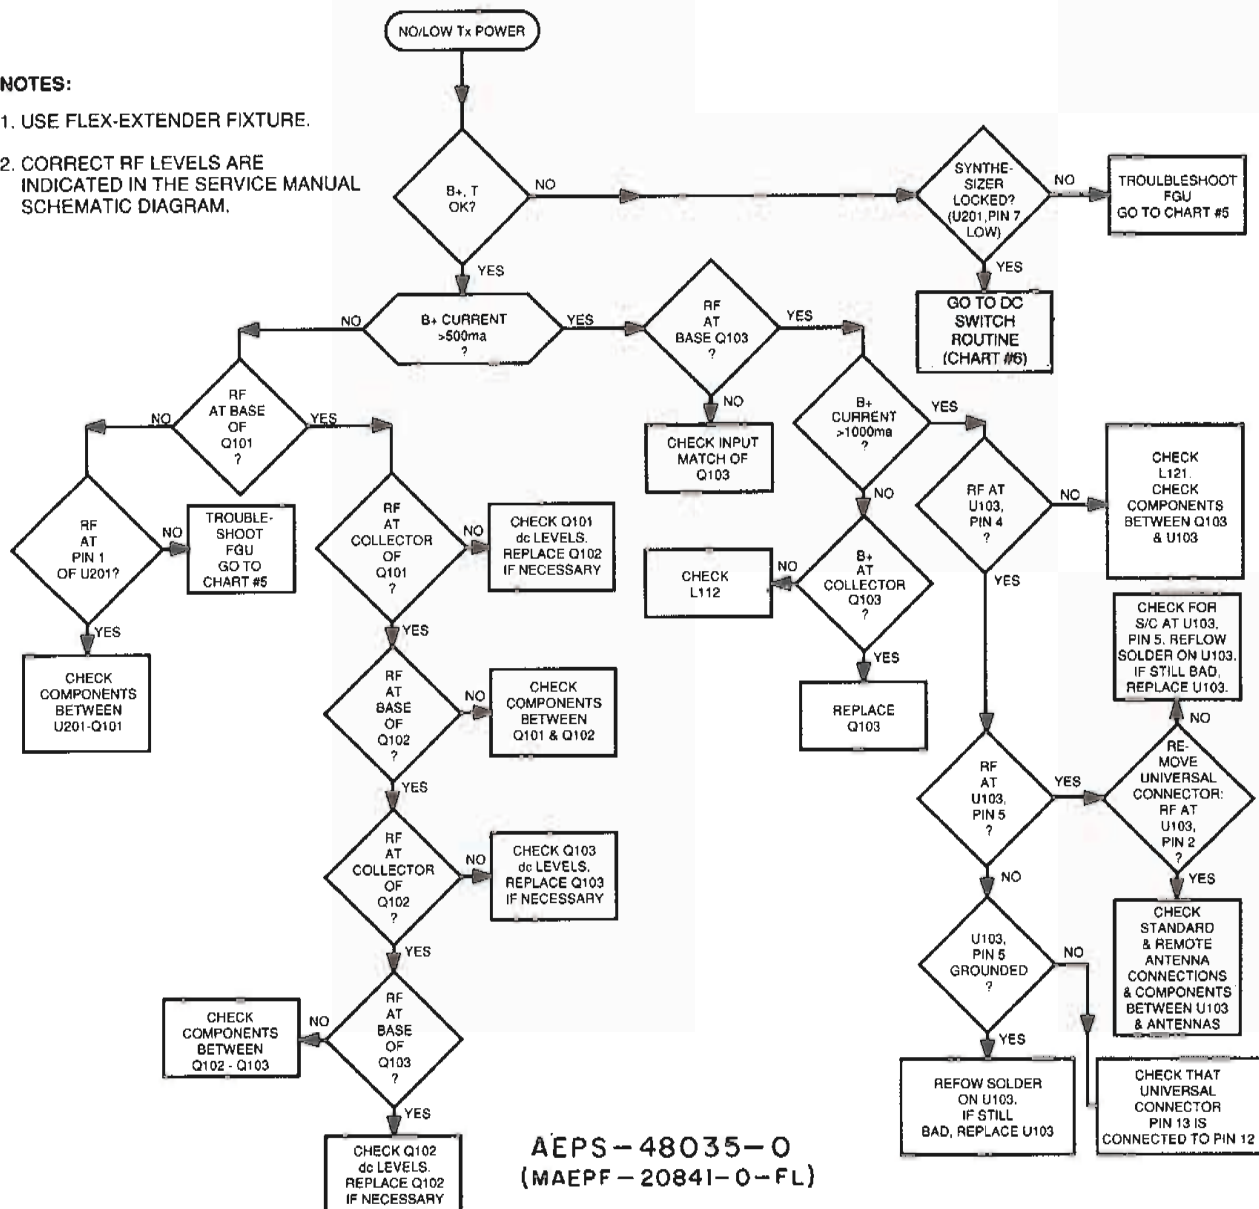 NO/LOW Tx POWER
NOTES:
1. USE FLEX-EXTENDER FIXTURE.
2. CORRECT RF LEVELS ARE
INDICATED IN THE SERVICE MANUAL
SCHEMATIC DIAGRAM.
B+, T
OK?
NO
SYNTHE-
SIZER
LOCKED?
(U201,PIN 7
LOW)
NO
TROULBLESHOOT
FGU
GO TO CHART #5
YES
YES
GO TO DC
SWITCH
ROUTINE
(CHART #6)
B+ CURRENT
>500ma
?
NO
YES
RF
AT
BASE Q103
?
YES
NO
CHECK INPUT
MATCH OF
Q103
B+
CURRENT
>1000ma
?
YES
NO
RF
AT BASE
OF
Q101
?
NO
YES
RF
AT
PIN 1
OF U201?
NO
TROUBLE-
SHOOT
FGU
GO TO
CHART #5
YES
CHECK
COMPONENTS
BETWEEN
U201-Q101
RF
AT
COLLECTOR
OF
Q101
?
NO
CHECK Q101
dc LEVELS.
REPLACE Q102
IF NECESSARY
YES
RF
AT
BASE
OF
Q102
?
NO
CHECK
COMPONENTS
BETWEEN
Q101 & Q102
YES
RF
AT
COLLECTOR
OF
Q102
?
NO
CHECK Q103
dc LEVELS.
REPLACE Q103
IF NECESSARY
YES
RF
AT
BASE
OF
Q103
?
NO
CHECK
COMPONENTS
BETWEEN
Q102 - Q103
YES
CHECK Q102
dc LEVELS.
REPLACE Q102
IF NECESSARY
B+
AT
COLLECTOR
Q103
?
NO
CHECK
L112
YES
REPLACE
Q103
RF AT
U103,
PIN 4
?
NO
CHECK
L121.
CHECK
COMPONENTS
BETWEEN Q103
& U103
YES
RF
AT
U103,
PIN 5
?
YES
RE-
MOVE
UNIVERSAL
CONNECTOR:
RF AT
U103,
PIN 2
?
NO
CHECK FOR
S/C AT U103,
PIN 5. REFLOW
SOLDER ON U103.
IF STILL BAD,
REPLACE U103.
YES
CHECK
STANDARD
& REMOTE
ANTENNA
CONNECTIONS
& COMPONENTS
BETWEEN U103
& ANTENNAS
NO
U103,
PIN 5
GROUNDED
?
NO
YES
REFOW SOLDER
ON U103.
IF STILL
BAD, REPLACE U103
CHECK THAT
UNIVERSAL
CONNECTOR
PIN 13 IS
CONNECTED TO PIN 12
AEPS-48035-O
(MAEPF-20841-O-FL)